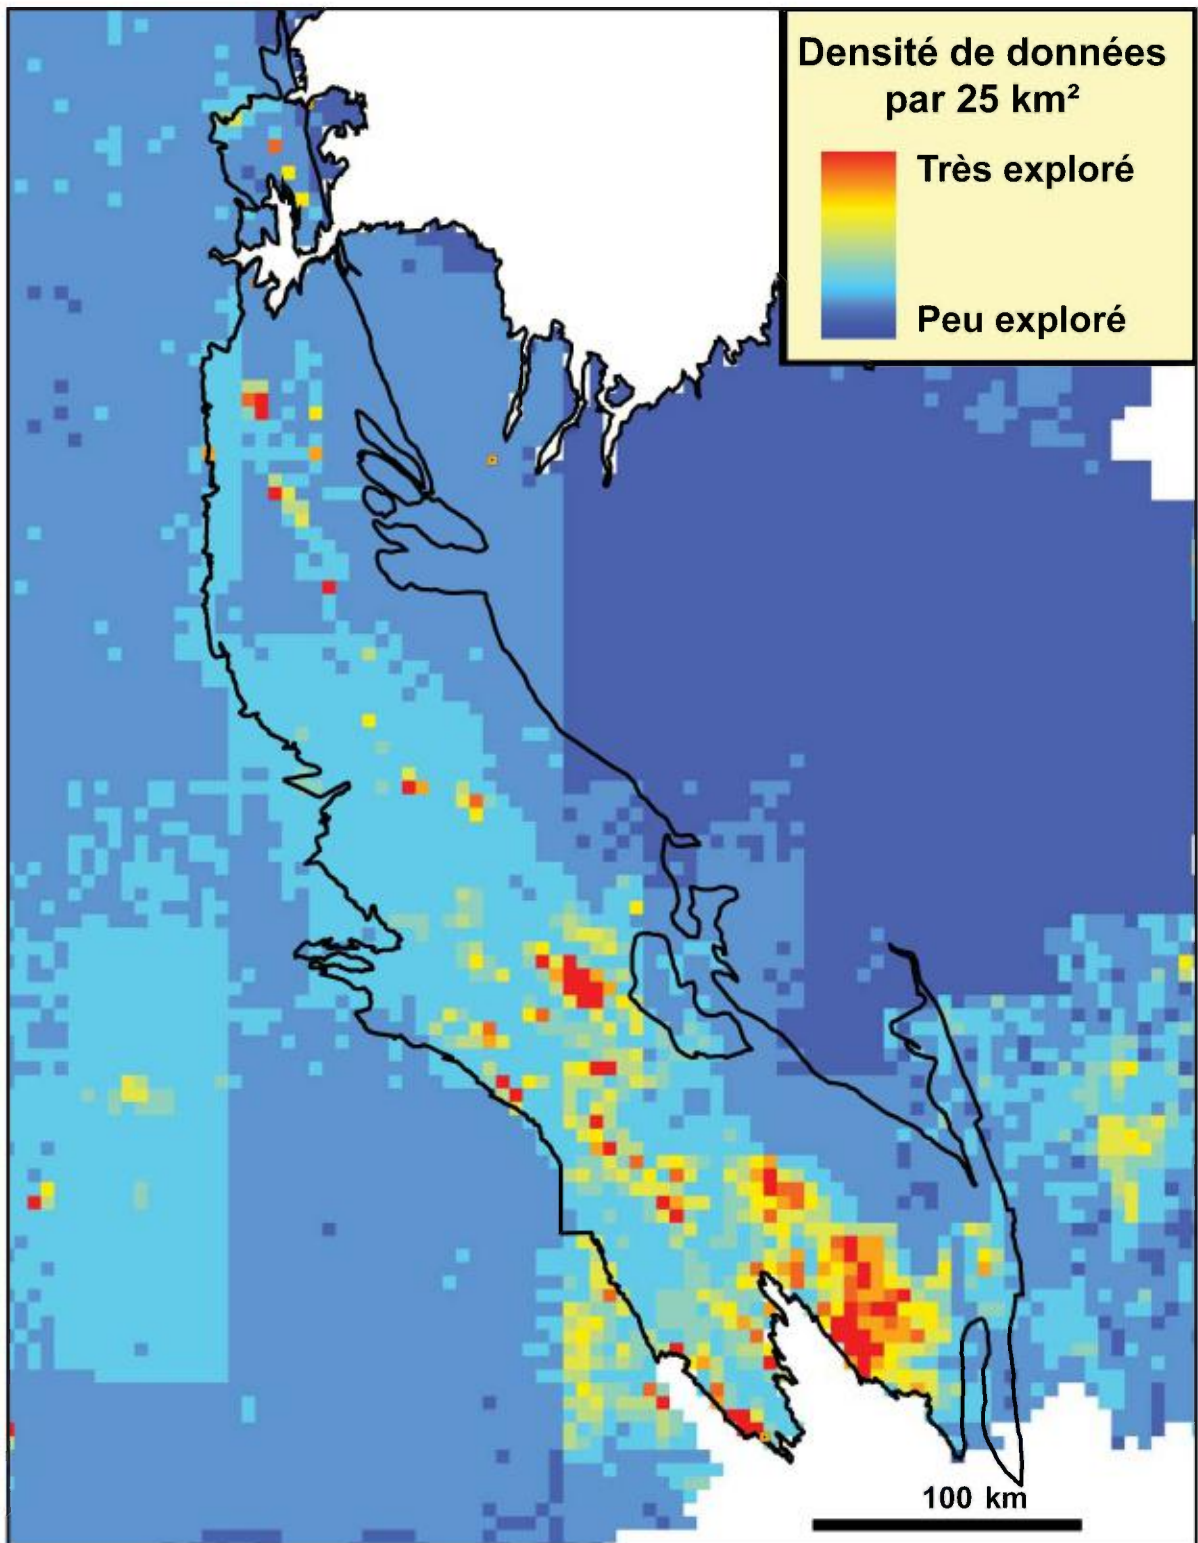 Densité de données
par 25 km²
Très exploré
Peu exploré
100 km